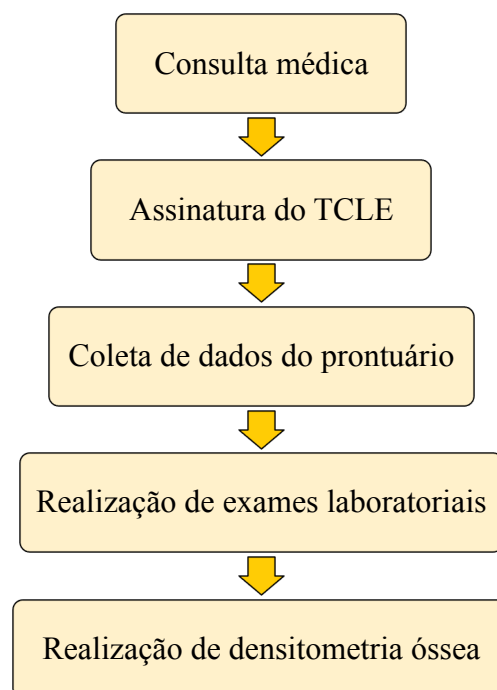 Consulta médica
Assinatura do TCLE
Coleta de dados do prontuário
Realização de exames laboratoriais
Realização de densitometria óssea